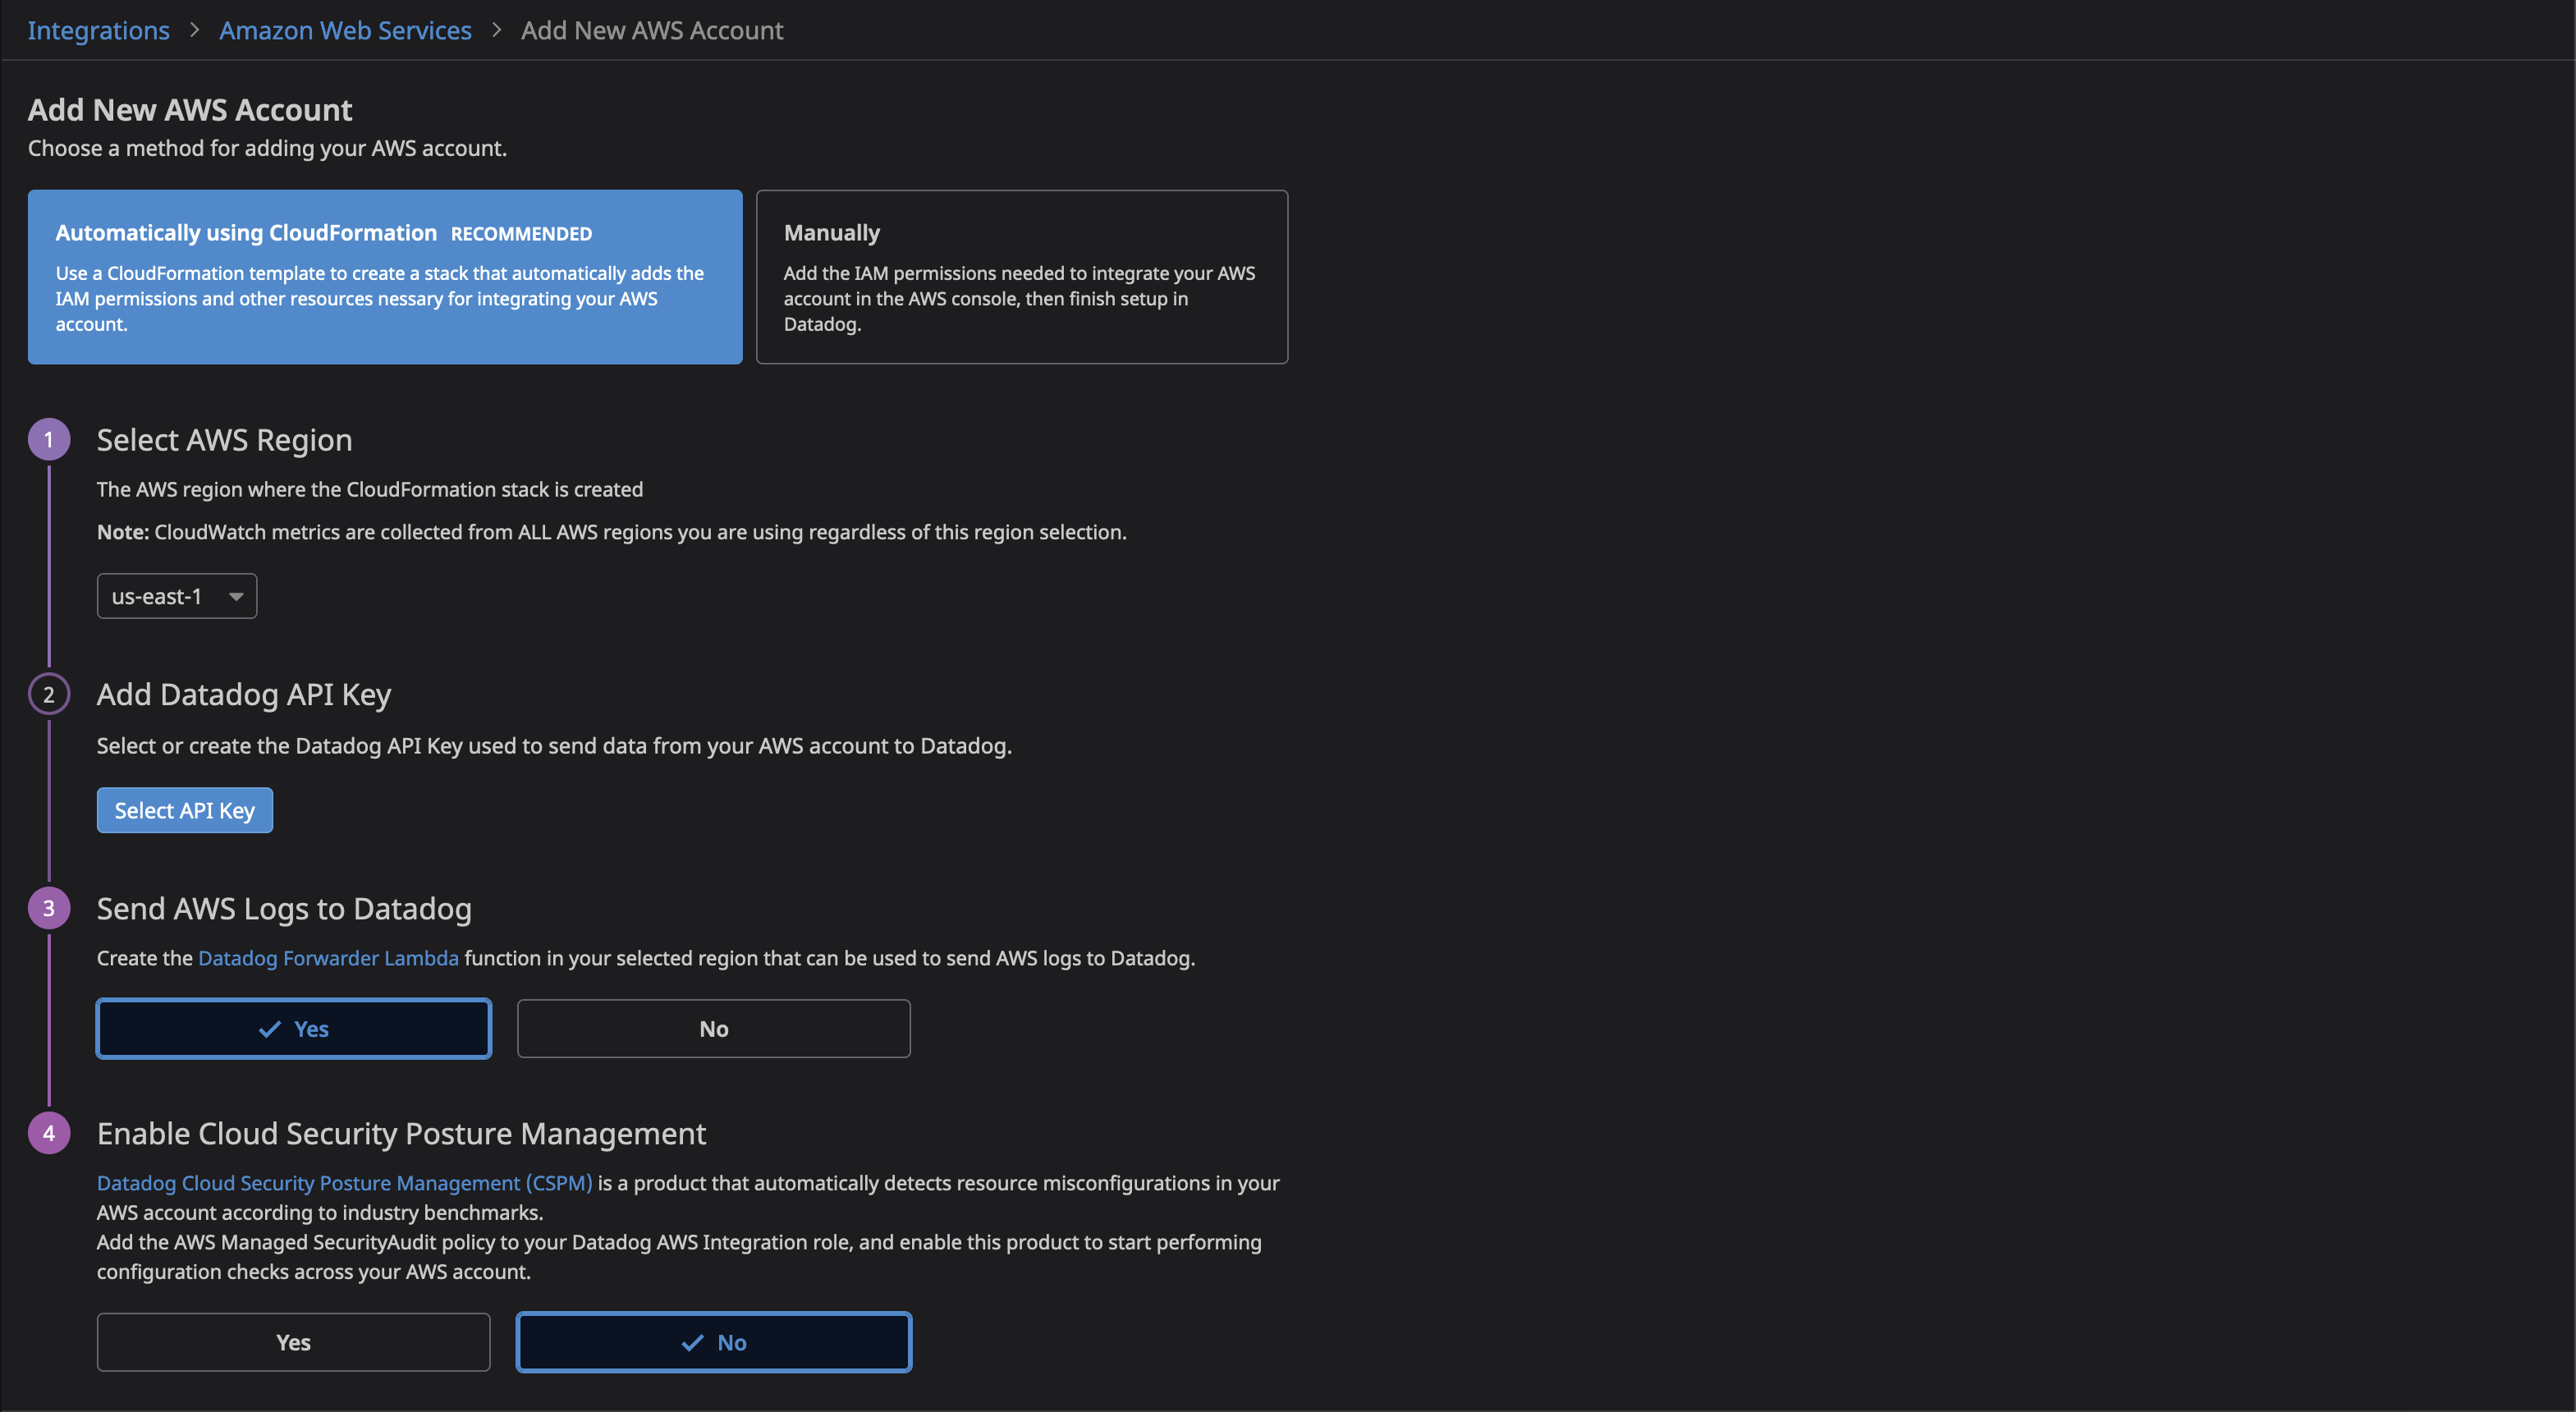 Integrations > Amazon Web Services > Add New AWS Account
Add New AWS Account
Choose a method for adding your AWS account.
Automatically using CloudFormation RECOMMENDED
Use a CloudFormation template to create a stack that automatically adds the
IAM permissions and other resources nessary for integrating your AWS
account.
Manually
Add the IAM permissions needed to integrate your AWS
account in the AWS console, then finish setup in
Datadog.
1 Select AWS Region
The AWS region where the CloudFormation stack is created
Note: CloudWatch metrics are collected from ALL AWS regions you are using regardless of this region selection.
us-east-1
2 Add Datadog API Key
Select or create the Datadog API Key used to send data from your AWS account to Datadog.
Select API Key
3 Send AWS Logs to Datadog
Create the Datadog Forwarder Lambda function in your selected region that can be used to send AWS logs to Datadog.
Yes No
4 Enable Cloud Security Posture Management
Datadog Cloud Security Posture Management (CSPM) is a product that automatically detects resource misconfigurations in your
AWS account according to industry benchmarks.
Add the AWS Managed SecurityAudit policy to your Datadog AWS Integration role, and enable this product to start performing
configuration checks across your AWS account.
Yes No